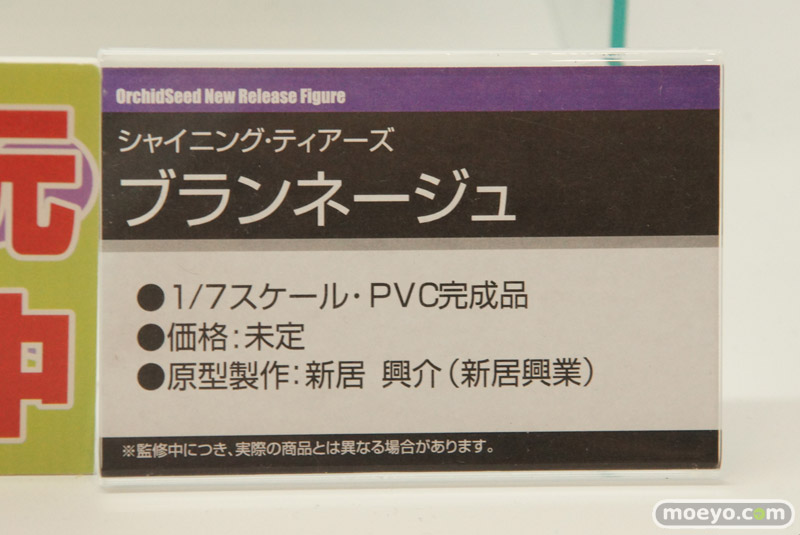 OrchidSeed New Release Figure
シャイニング・ティアーズ
ブランネージュ
●1/7スケール・PVC完成品
●価格:未定
●原型製作:新居 興介(新居興業)
※監修中につき、実際の商品とは異なる場合があります。
元
中
moeyo.com